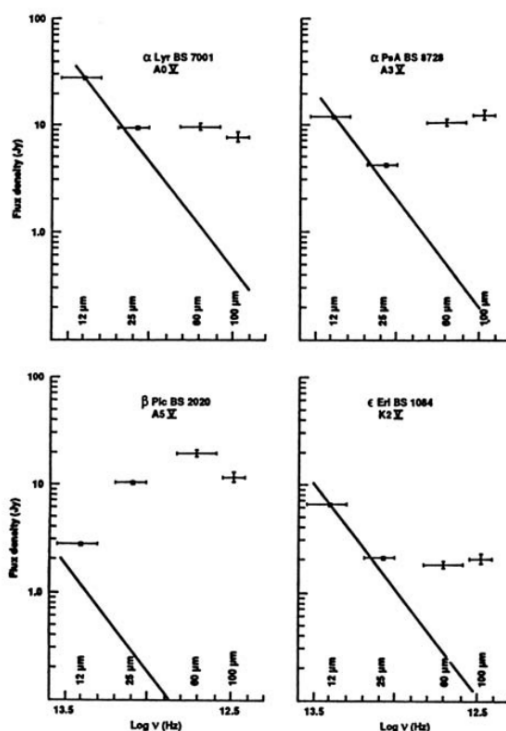 α Lyr BS 7001
A0 V
100
10
1.0
Flux density (Jy)
12 µm
25 µm
60 µm
100 µm
α PsA BS 8728
A3 V
12 µm
25 µm
60 µm
100 µm
β Pic BS 2020
A5 V
100
10
1.0
Flux density (Jy)
12 µm
25 µm
60 µm
100 µm
13.5
12.5
Log ν (Hz)
ε Eri BS 1084
K2 V
12 µm
25 µm
60 µm
100 µm
13.5
12.5
Log ν (Hz)